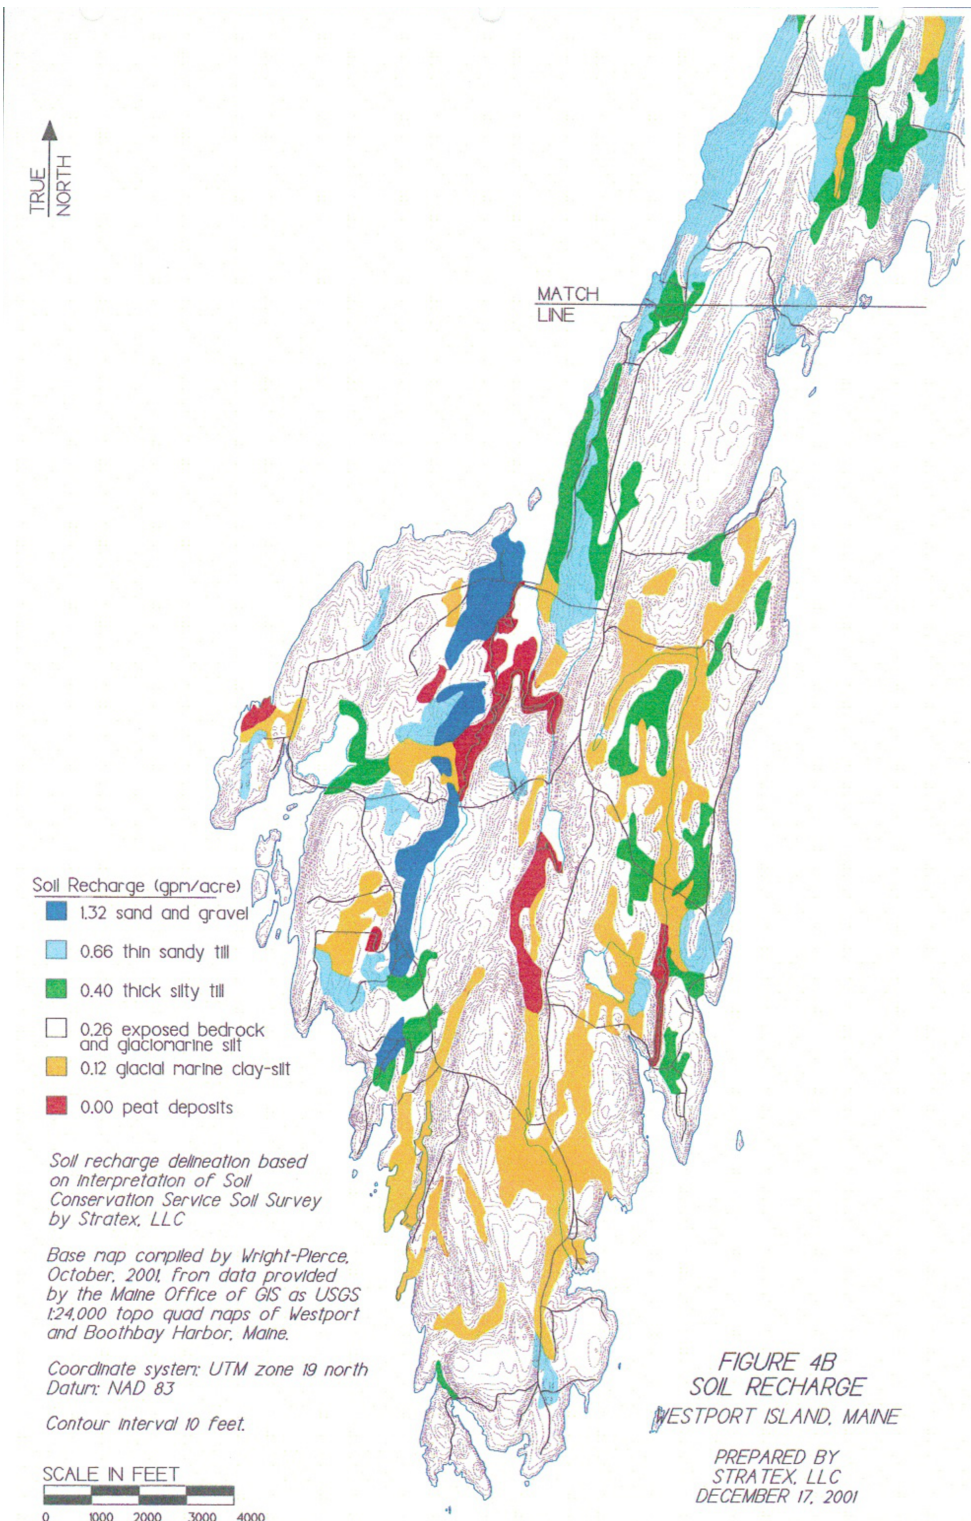 TRUE
NORTH
MATCH
LINE
Soil Recharge (gpm/acre)
1.32 sand and gravel
0.66 thin sandy till
0.40 thick silty till
0.26 exposed bedrock
and glaciomarine silt
0.12 glacial marine clay-silt
0.00 peat deposits
Soil recharge delineation based
on interpretation of Soil
Conservation Service Soil Survey
by Stratex, LLC
Base map compiled by Wright-Pierce,
October, 2001, from data provided
by the Maine Office of GIS as USGS
1:24,000 topo quad maps of Westport
and Boothbay Harbor, Maine.
Coordinate system: UTM zone 19 north
Datum: NAD 83
Contour interval 10 feet.
SCALE IN FEET
0 1000 2000 3000 4000
FIGURE 4B
SOIL RECHARGE
WESTPORT ISLAND, MAINE
PREPARED BY
STRATEX, LLC
DECEMBER 17, 2001